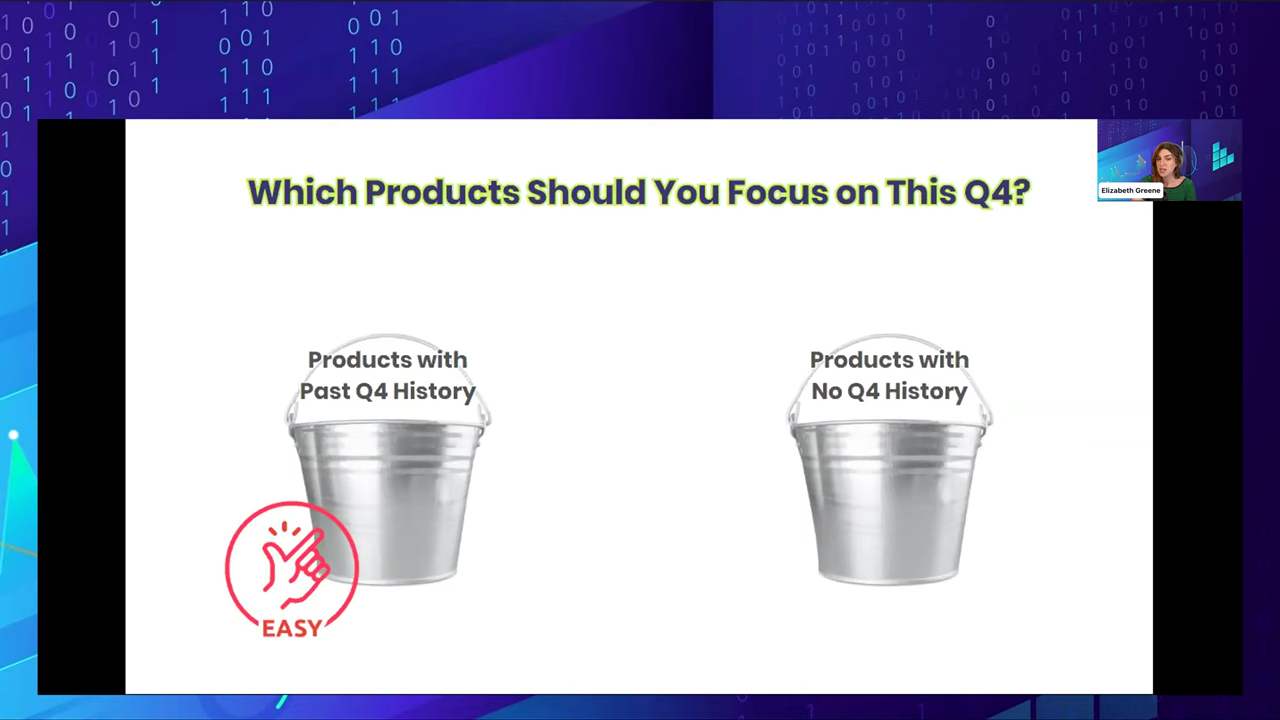 Which Products Should You Focus on This Q4?
Elizabeth Greene
Products with
Past Q4 History
Products with
No Q4 History
EASY